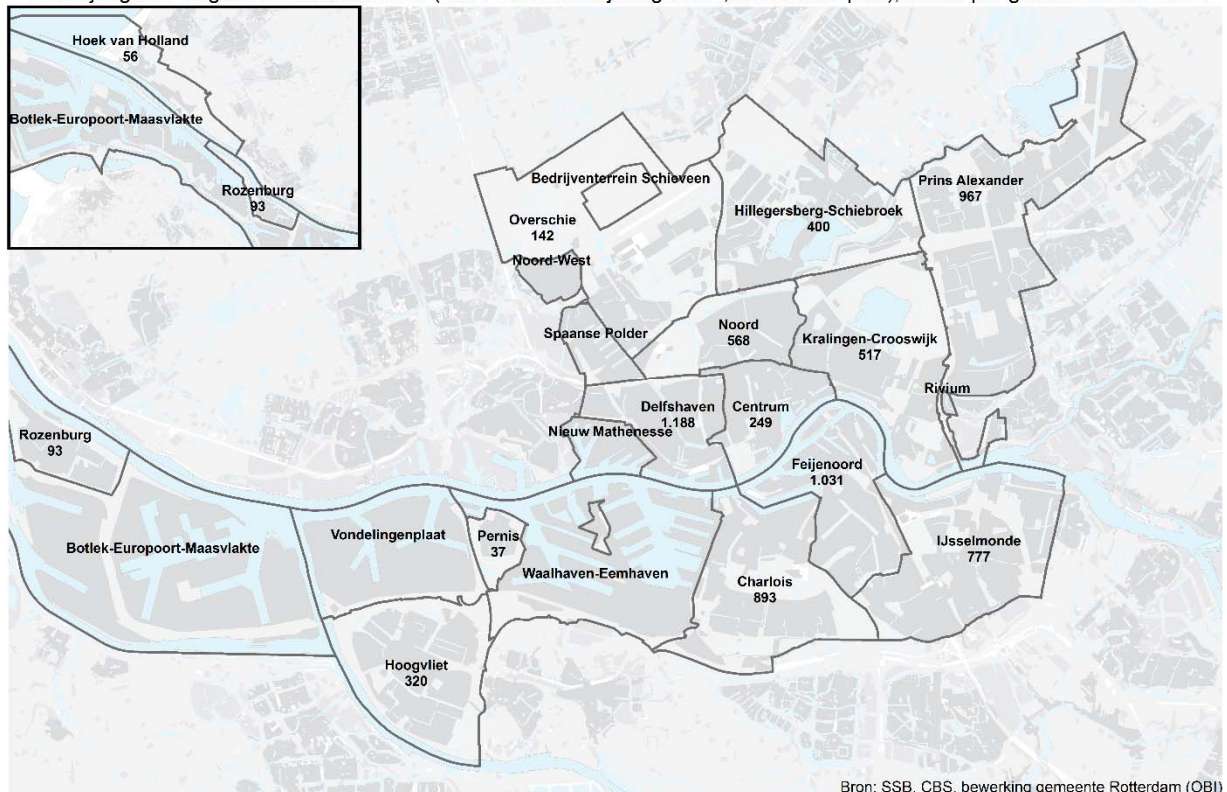 Hoek van Holland
56
Botlek-Europoort-Maasvlakte
Rozenburg
93
Bedrijventerrein Schieveen
Overschie
142
Noord-West
Hillegersberg-Schiebroek
400
Prins Alexander
967
Spaanse Polder
Noord
568
Kralingen-Crooswijk
517
Rivium
Delfshaven
1.188
Centrum
249
Nieuw Mathenesse
Feijenoord
1.031
Rozenburg
93
Botlek-Europoort-Maasvlakte
Vondelingenplaat
Pernis
37
Waalhaven-Eemhaven
Charlois
893
IJsselmonde
777
Hoogvliet
320
Bron: SSB, CBS, bewerking gemeente Rotterdam (OBI)